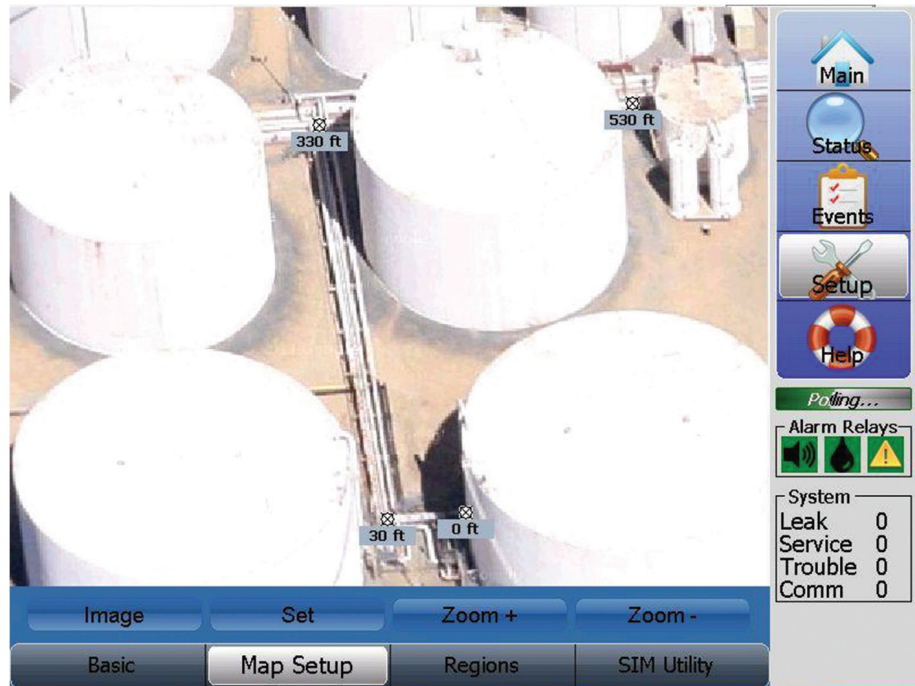 330 ft
530 ft
30 ft
0 ft
Main
Status
Events
Setup
Help
Polling...
Alarm Relays
System
Leak 0
Service 0
Trouble 0
Comm 0
Image Set Zoom + Zoom -
Basic Map Setup Regions SIM Utility